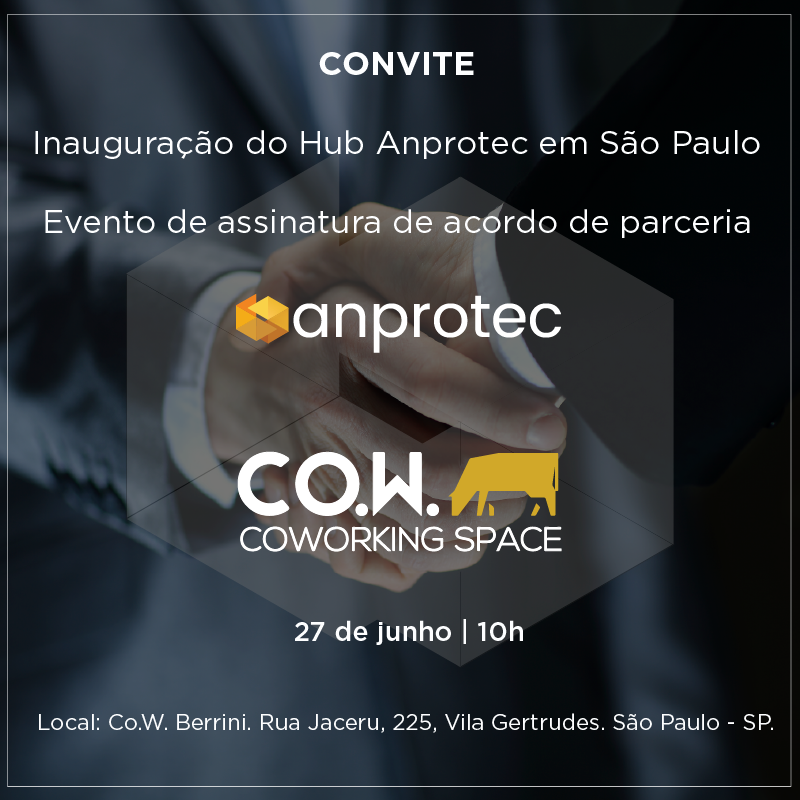 CONVITE
Inauguração do Hub Anprotec em São Paulo
Evento de assinatura de acordo de parceria
anprotec
CO.W.
COWORKING SPACE
27 de junho | 10h
Local: Co.W. Berrini. Rua Jaceru, 225, Vila Gertrudes. São Paulo - SP.